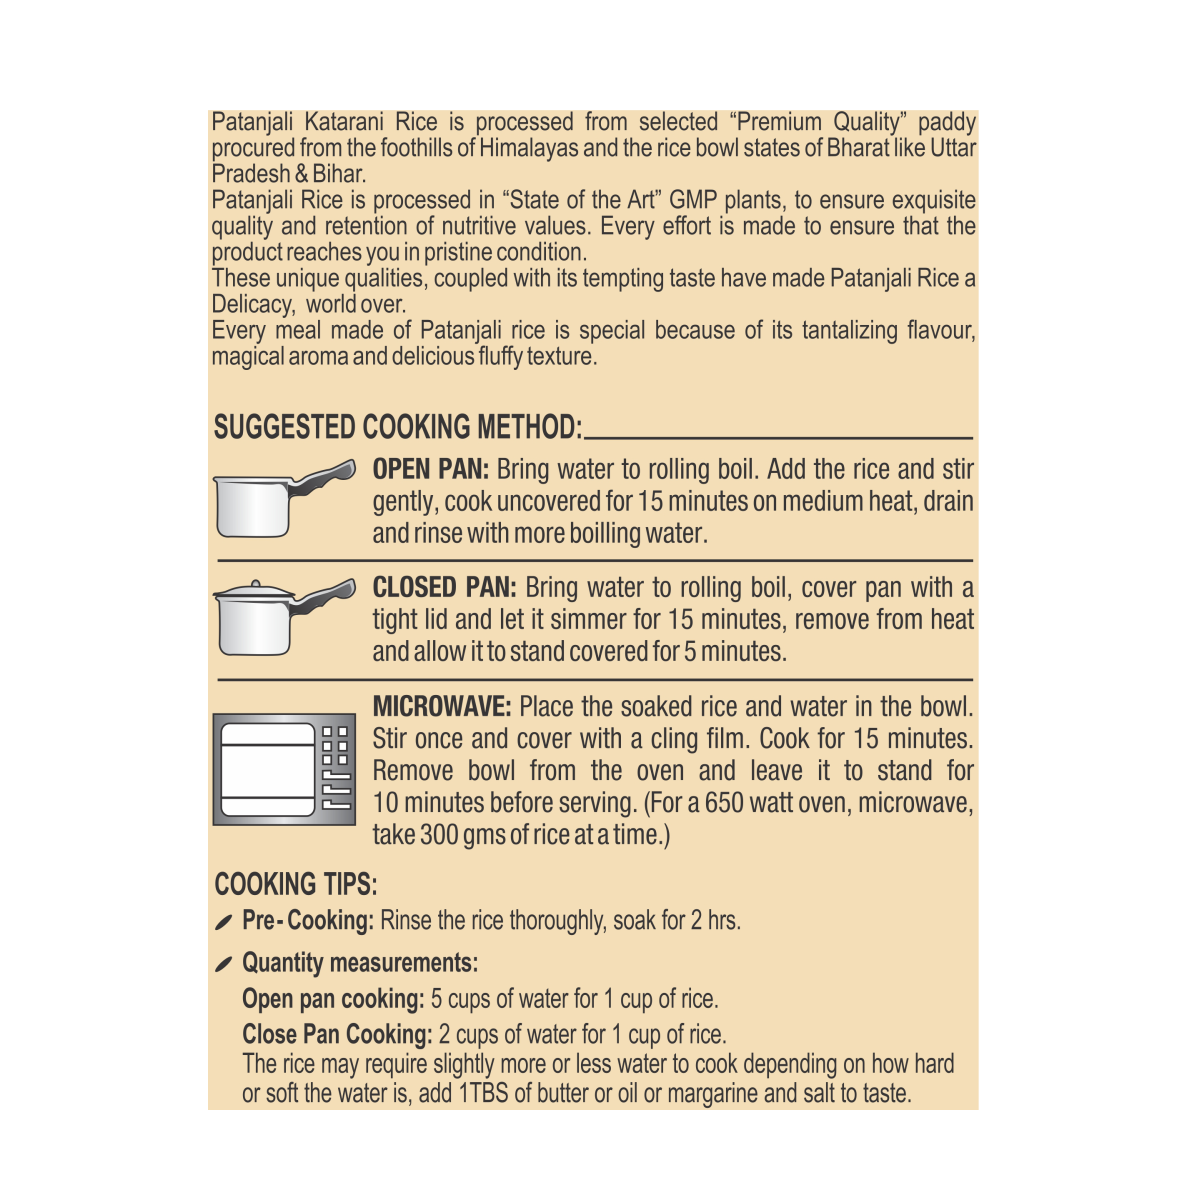 Patanjali Katarani Rice is processed from selected “Premium Quality” paddy
procured from the foothills of Himalayas and the rice bowl states of Bharat like Uttar
Pradesh & Bihar.
Patanjali Rice is processed in “State of the Art” GMP plants, to ensure exquisite
quality and retention of nutritive values. Every effort is made to ensure that the
product reaches you in pristine condition.
These unique qualities, coupled with its tempting taste have made Patanjali Rice a
Delicacy, world over.
Every meal made of Patanjali rice is special because of its tantalizing flavour,
magical aroma and delicious fluffy texture.
SUGGESTED COOKING METHOD:
OPEN PAN: Bring water to rolling boil. Add the rice and stir
gently, cook uncovered for 15 minutes on medium heat, drain
and rinse with more boilling water.
CLOSED PAN: Bring water to rolling boil, cover pan with a
tight lid and let it simmer for 15 minutes, remove from heat
and allow it to stand covered for 5 minutes.
MICROWAVE: Place the soaked rice and water in the bowl.
Stir once and cover with a cling film. Cook for 15 minutes.
Remove bowl from the oven and leave it to stand for
10 minutes before serving. (For a 650 watt oven, microwave,
take 300 gms of rice at a time.)
COOKING TIPS:
Pre-Cooking: Rinse the rice thoroughly, soak for 2 hrs.
Quantity measurements:
Open pan cooking: 5 cups of water for 1 cup of rice.
Close Pan Cooking: 2 cups of water for 1 cup of rice.
The rice may require slightly more or less water to cook depending on how hard
or soft the water is, add 1TBS of butter or oil or margarine and salt to taste.